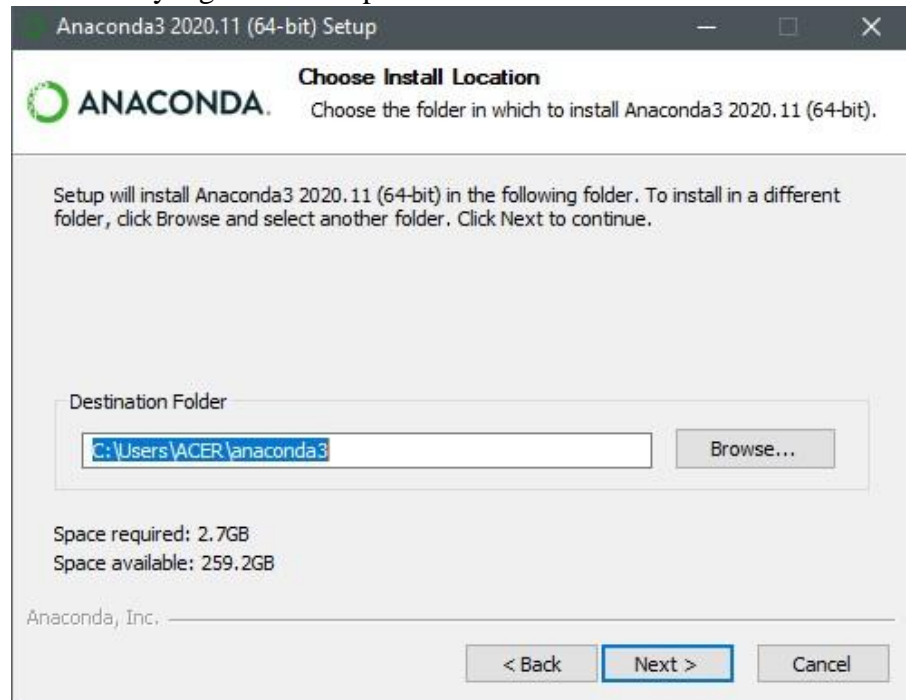 Anaconda3 2020.11 (64-bit) Setup
Choose Install Location
ANACONDA.
Choose the folder in which to install Anaconda3 2020.11 (64-bit).
Setup will install Anaconda3 2020.11 (64-bit) in the following folder. To install in a different
folder, click Browse and select another folder. Click Next to continue.
Destination Folder
C:\Users\ACER\anaconda3
Browse...
Space required: 2.7GB
Space available: 259.2GB
Anaconda, Inc.
< Back
Next >
Cancel